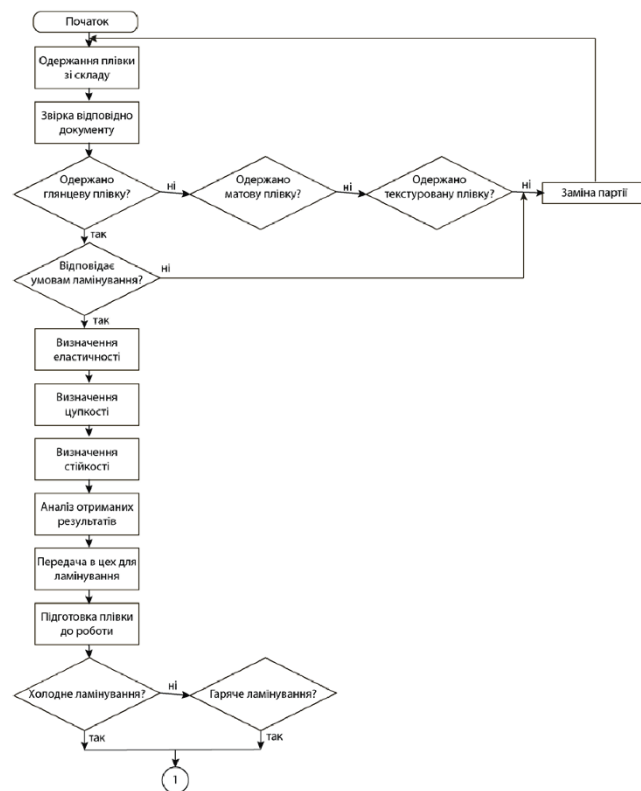 Початок
Одержання плівки
зі складу
Звірка відповідно
документу
Одержано
глянцеву плівку?
ні
Одержано
матову плівку?
ні
Одержано
текстуровану плівку?
ні
Заміна партії
так
Відповідає
умовам ламінування?
ні
так
Визначення
еластичності
Визначення
цупкості
Визначення
стійкості
Аналіз отриманих
результатів
Передача в цех для
ламінування
Підготовка плівки
до роботи
Холодне ламінування?
ні
Гаряче ламінування?
так
так
1